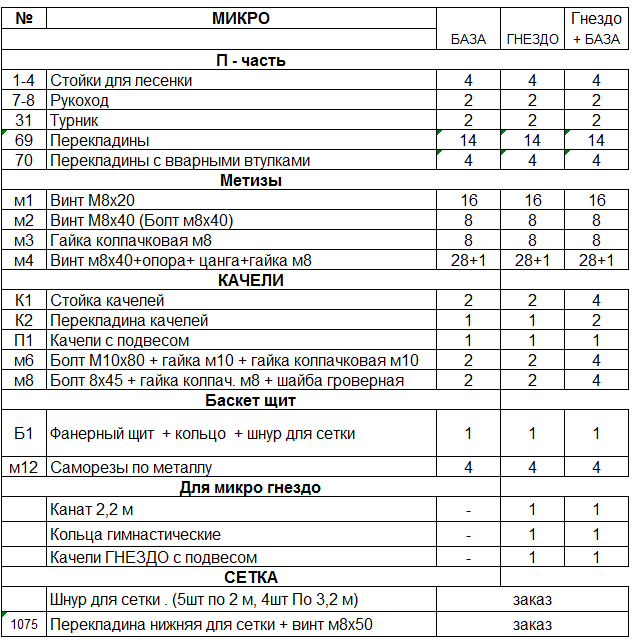 № МИКРО БАЗА ГНЕЗДО Гнездо + БАЗА
П - часть
1-4 Стойки для лесенки 4 4 4
7-8 Рукоход 2 2 2
31 Турник 2 2 2
69 Перекладины 14 14 14
70 Перекладины с вварными втулками 4 4 4
Метизы
м1 Винт М8х20 16 16 16
м2 Винт М8х40 (Болт м8х40) 8 8 8
м3 Гайка колпачковая м8 8 8 8
м4 Винт м8х40+опора+ цанга+гайка м8 28+1 28+1 28+1
КАЧЕЛИ
К1 Стойка качелей 2 2 4
К2 Перекладина качелей 1 1 2
П1 Качели с подвесом 1 1 1
м6 Болт М10х80 + гайка м10 + гайка колпачковая м10 2 2 4
м8 Болт 8х45 + гайка колпач. м8 + шайба гроверная 2 2 4
Баскет щит
Б1 Фанерный щит + кольцо + шнур для сетки 1 1 1
м12 Саморезы по металлу 4 4 4
Для микро гнездо
Канат 2,2 м - 1 1
Кольца гимнастические - 1 1
Качели ГНЕЗДО с подвесом - 1 1
СЕТКА
Шнур для сетки . (5шт по 2 м, 4шт По 3,2 м) заказ
1075 Перекладина нижняя для сетки + винт м8х50 заказ